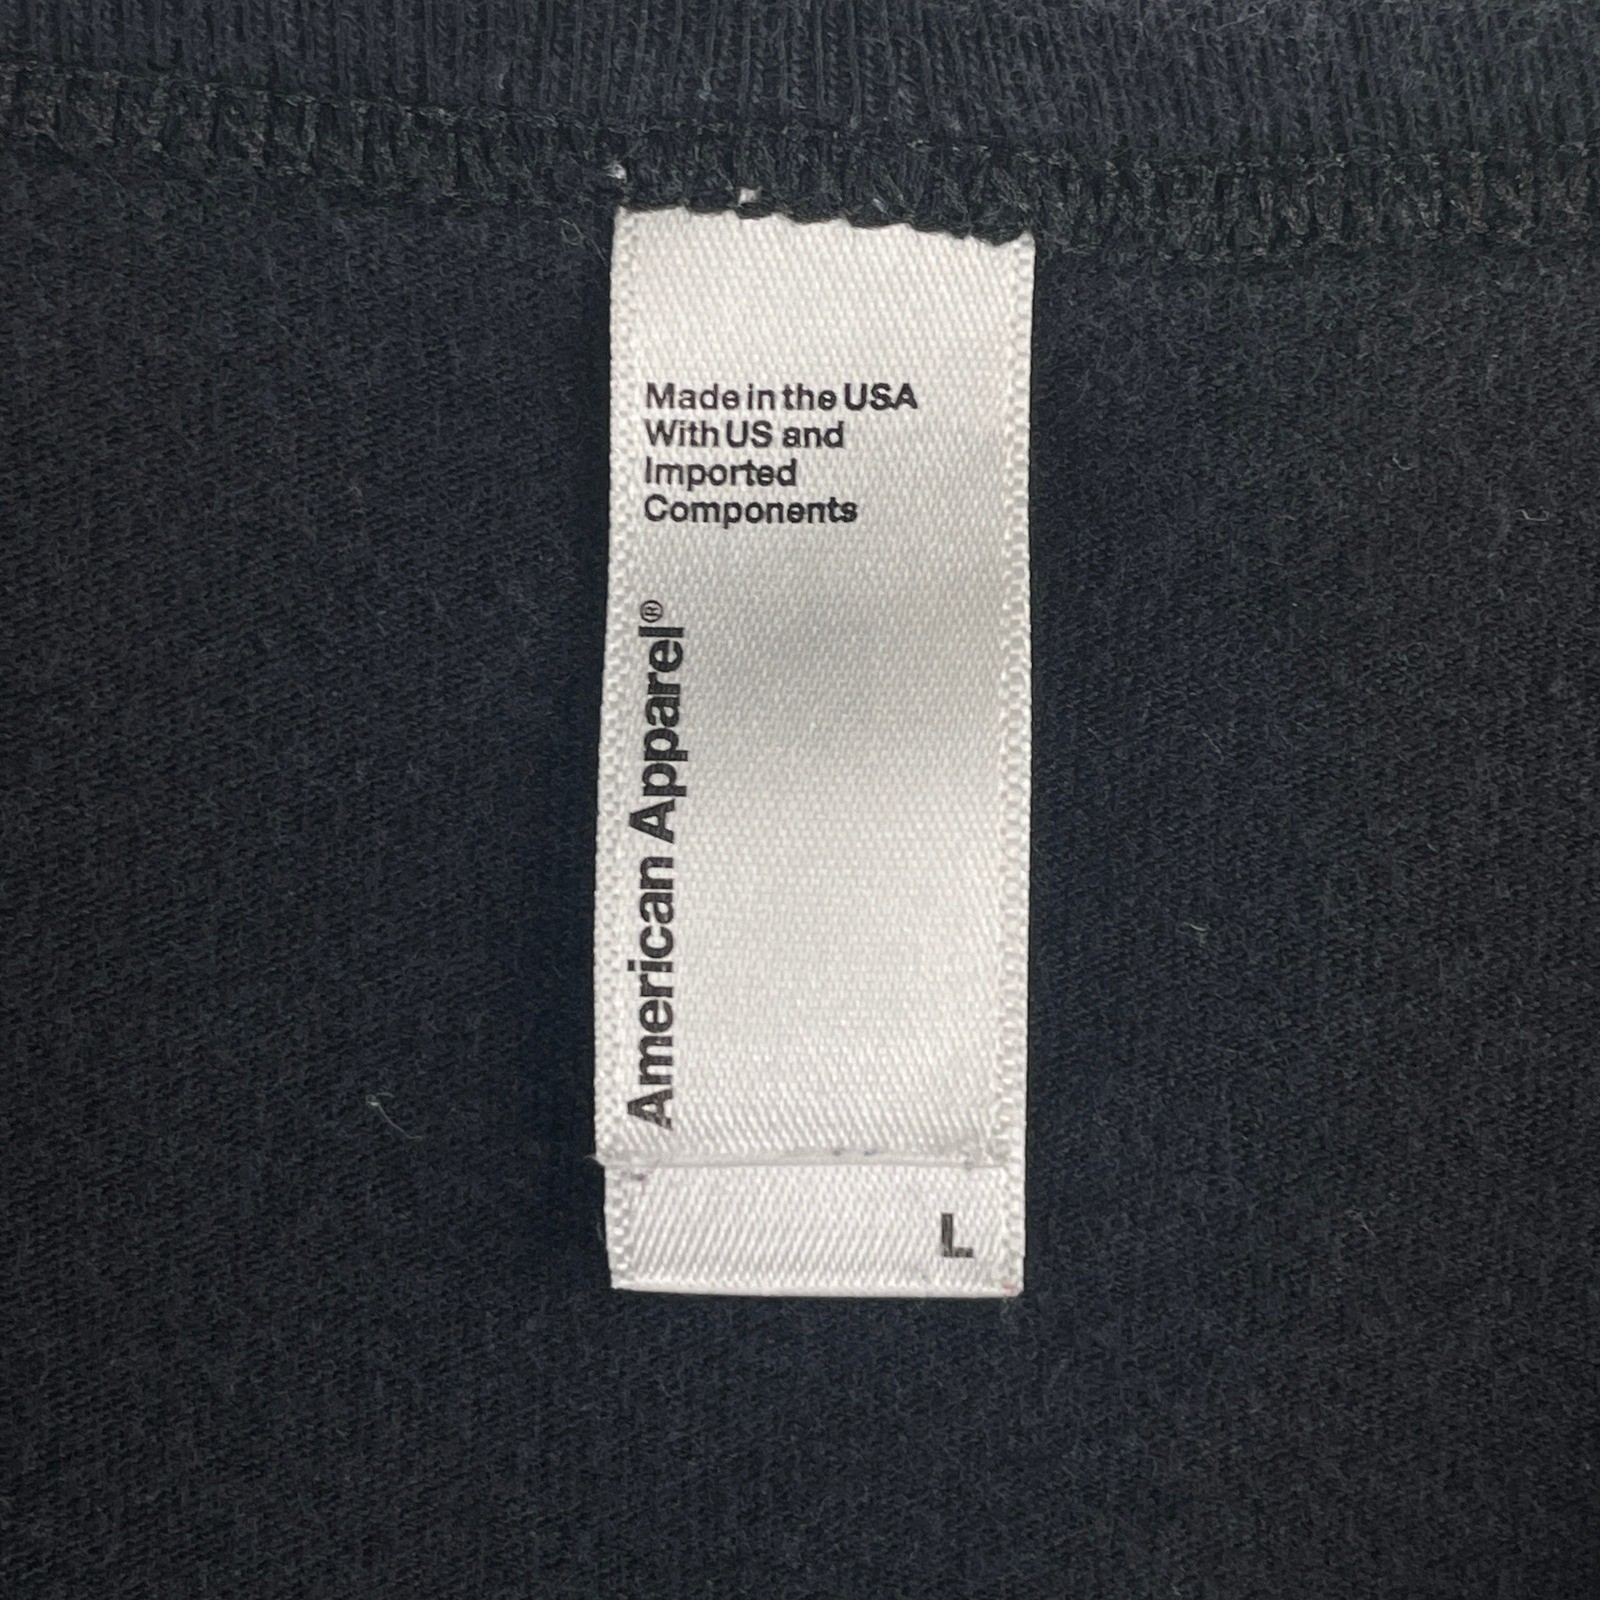 Made in the USA
With US and
Imported
Components
American Apparel®
L